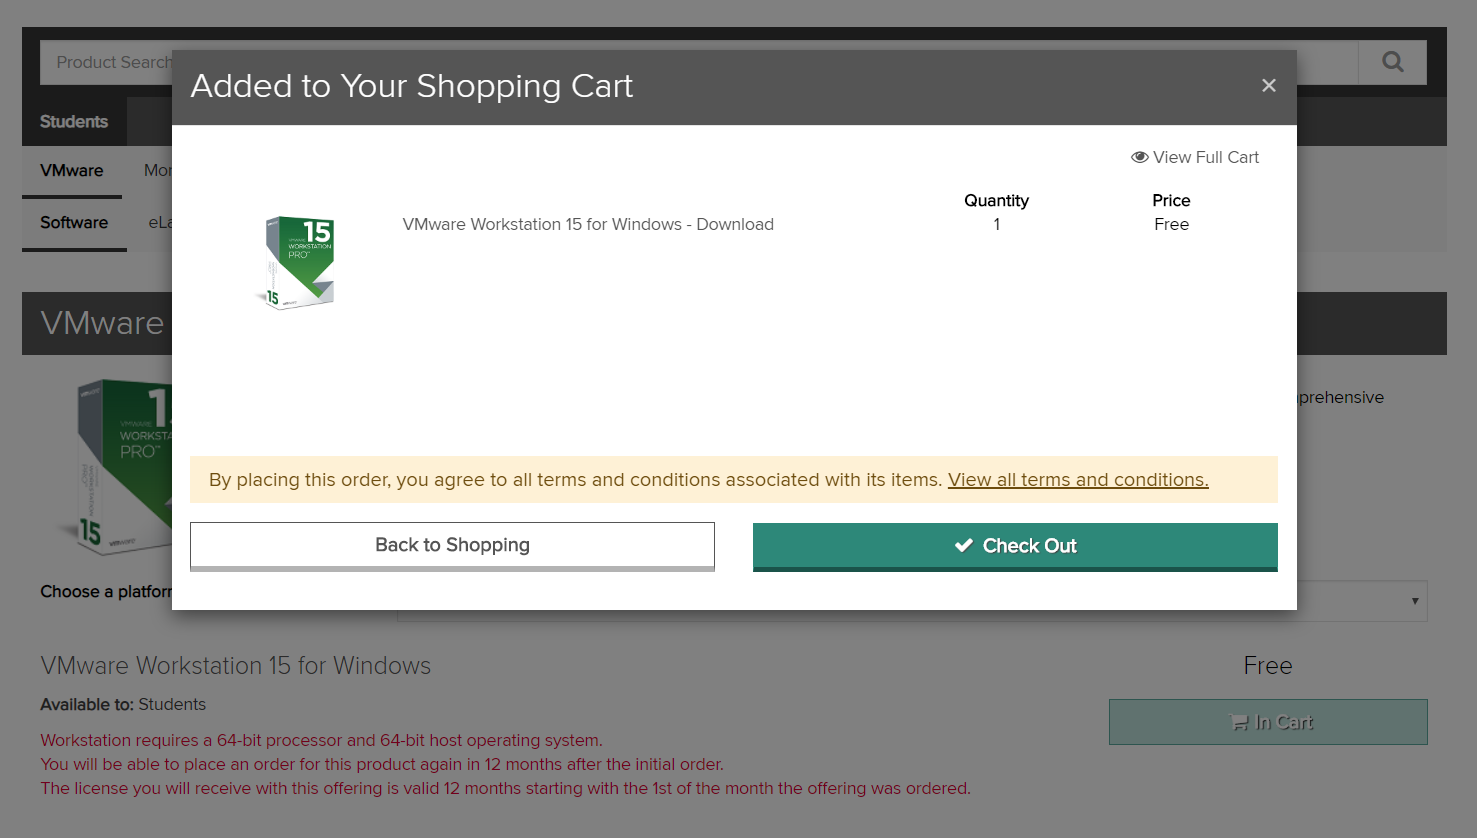 Product Search
Added to Your Shopping Cart
×
Students
View Full Cart
VMware
Quantity
Price
VMware Workstation 15 for Windows - Download
1
Free
Software
15
VMWARE
WORKSTATION
PRO™
15
VMware
WORKSTATION
PRO™
15
By placing this order, you agree to all terms and conditions associated with its items. View all terms and conditions.
Back to Shopping
Check Out
Choose a
VMware Workstation 15 for Windows
Free
Available to: Students
In Cart
Workstation requires a 64-bit processor and 64-bit host operating system.
You will be able to place an order for this product again in 12 months after the initial order.
The license you will receive with this offering is valid 12 months starting with the 1st of the month the offering was ordered.